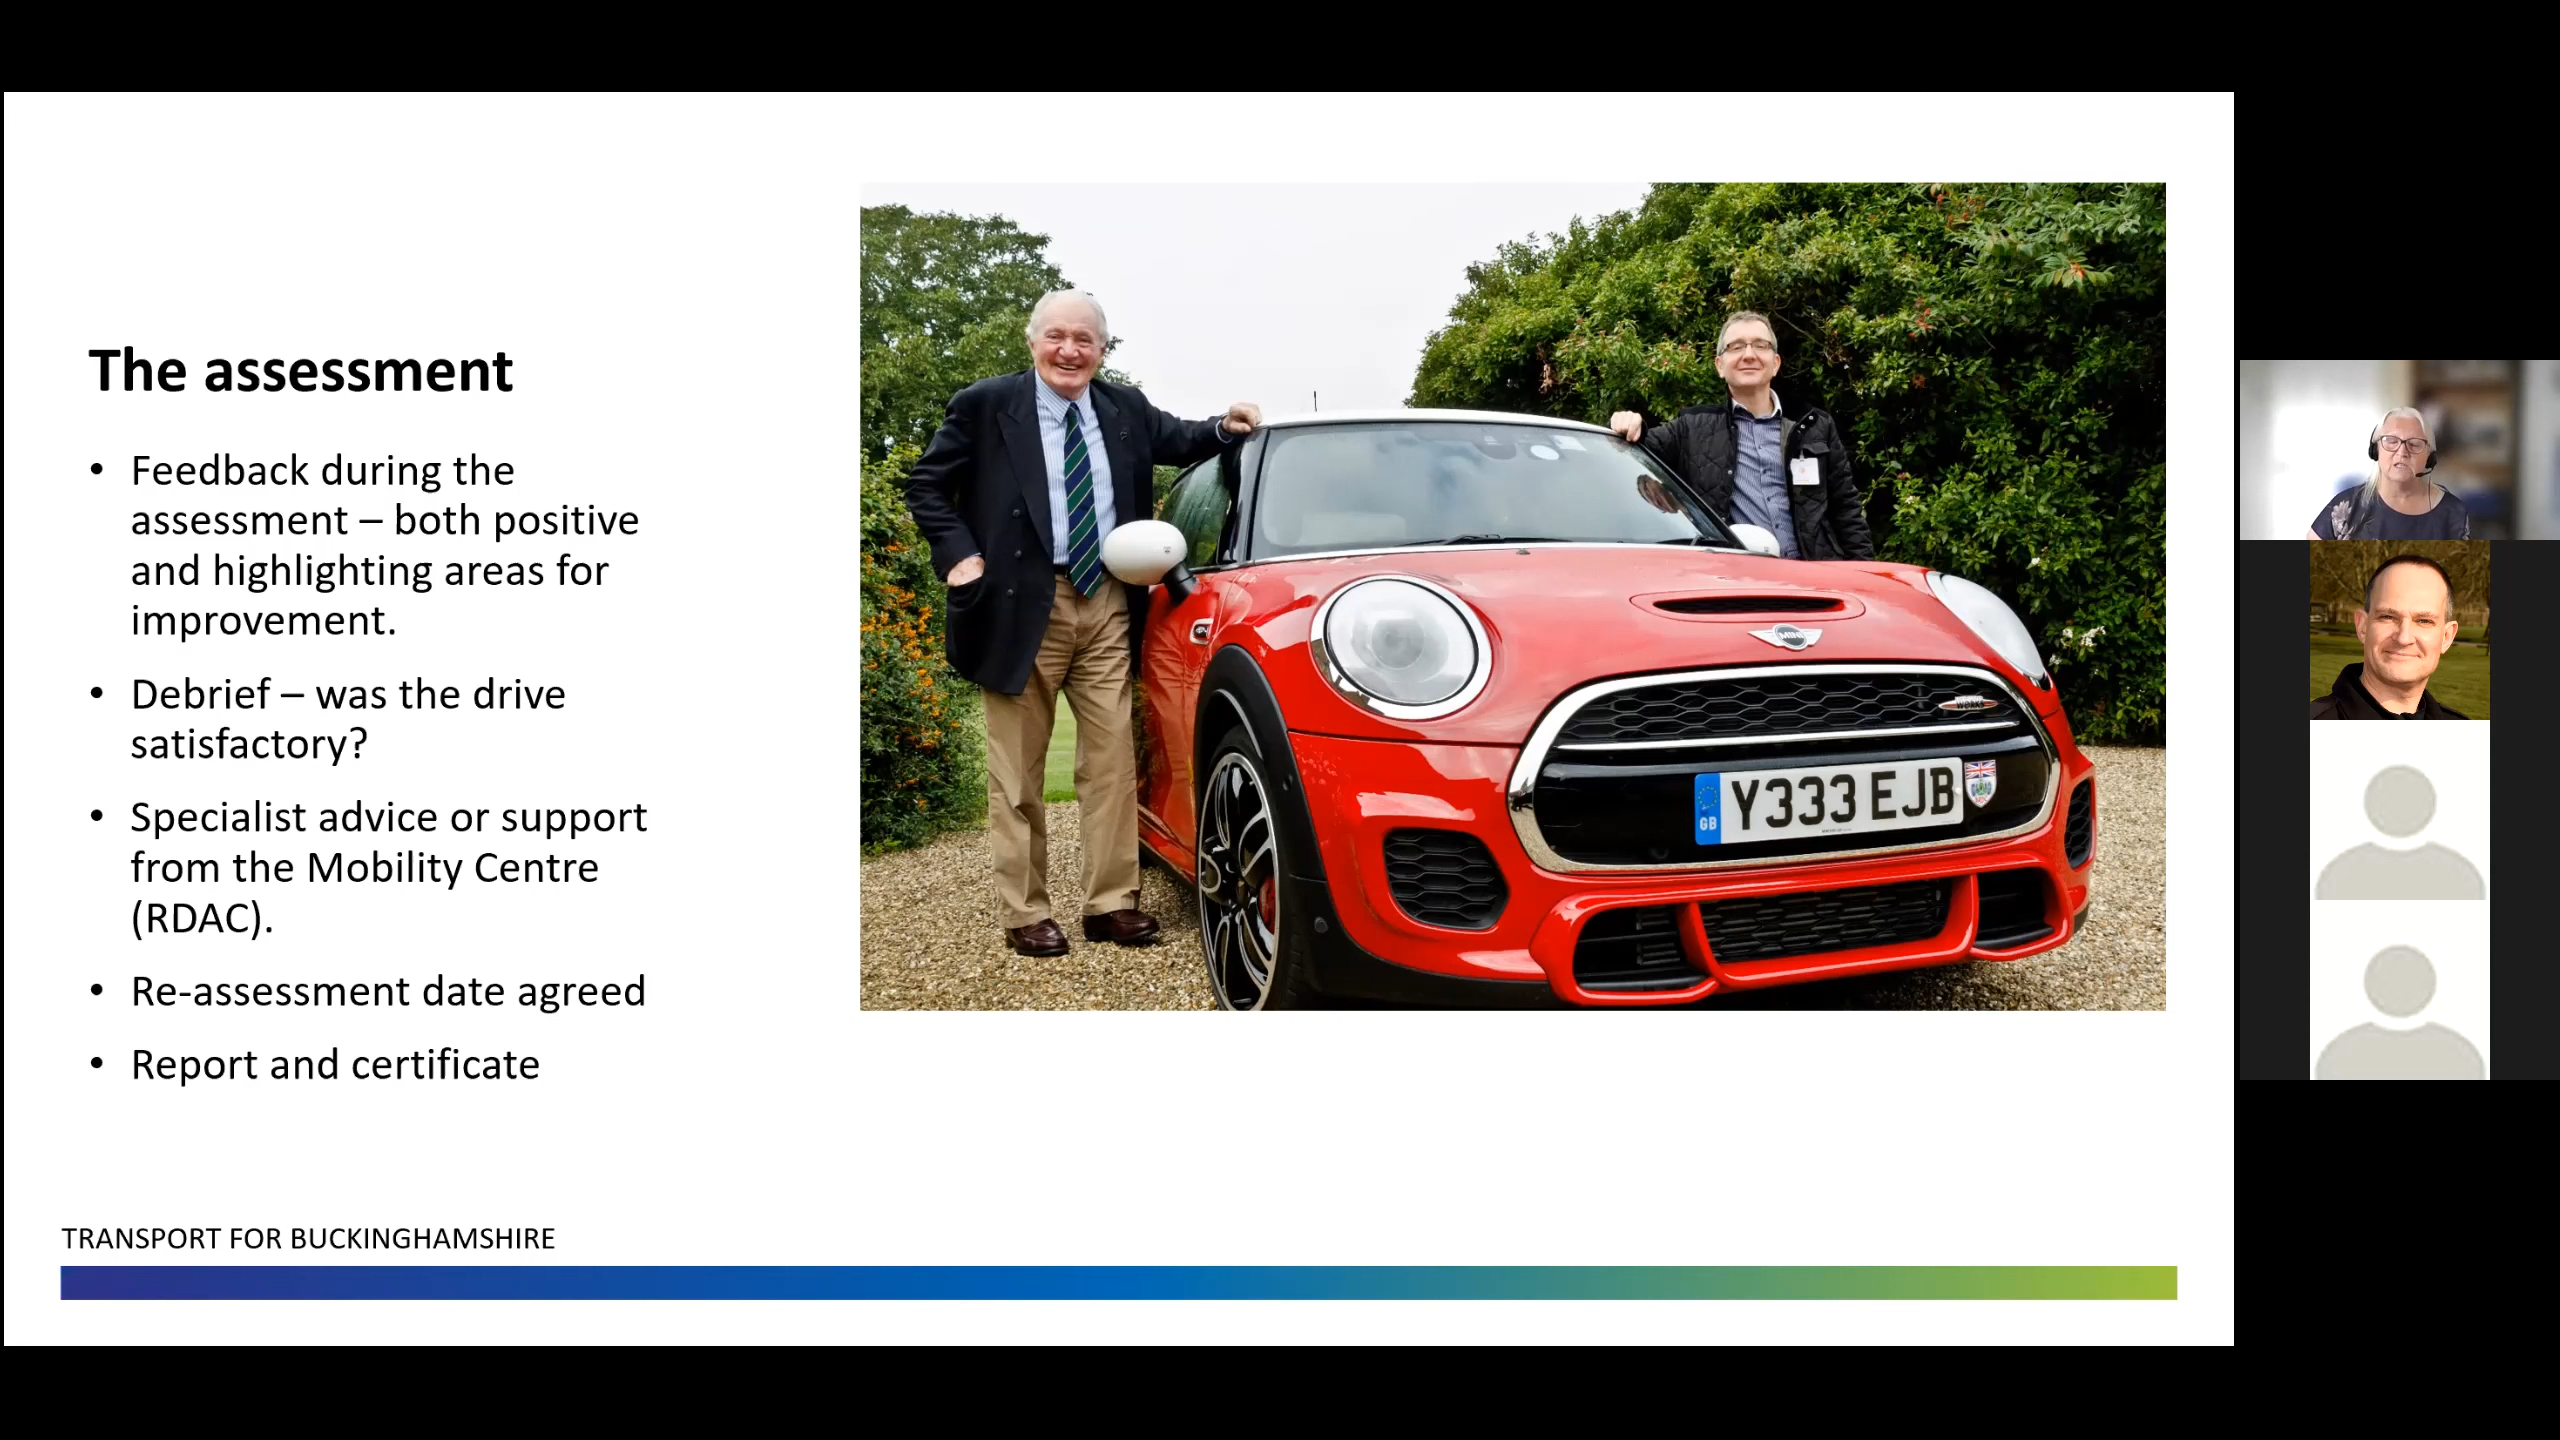 The assessment
• Feedback during the
assessment – both positive
and highlighting areas for
improvement.
• Debrief – was the drive
satisfactory?
• Specialist advice or support
from the Mobility Centre
(RDAC).
• Re-assessment date agreed
• Report and certificate
MINI
GB
Y333 EJB
TRANSPORT FOR BUCKINGHAMSHIRE